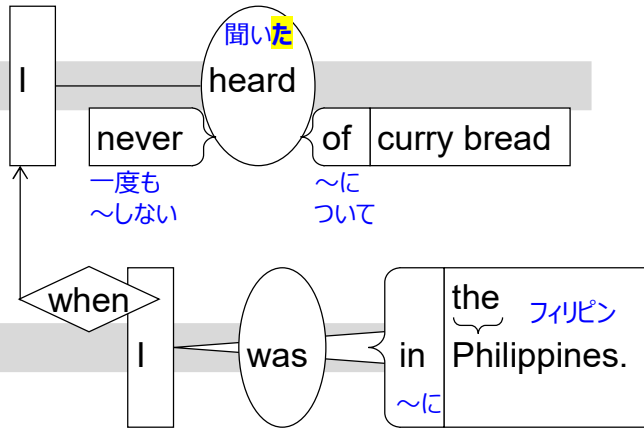 聞いた
I heard
never of curry bread
一度も ～に
～しない ついて
when
the フィリピン
I was in Philippines.
～に